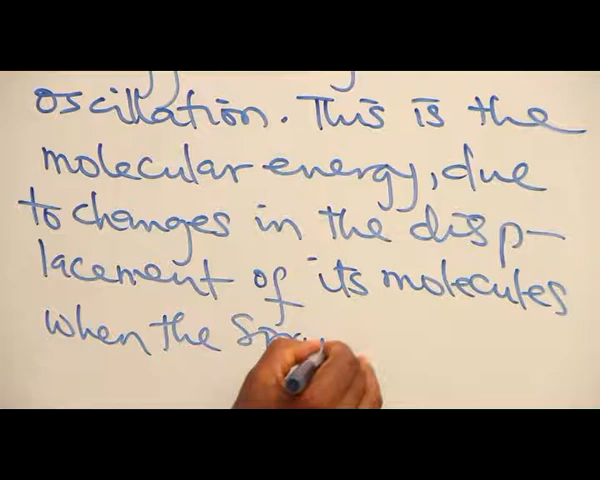 oscillation. This is the
molecular energy, due
to changes in the disp-
lacement of its molecules
when the